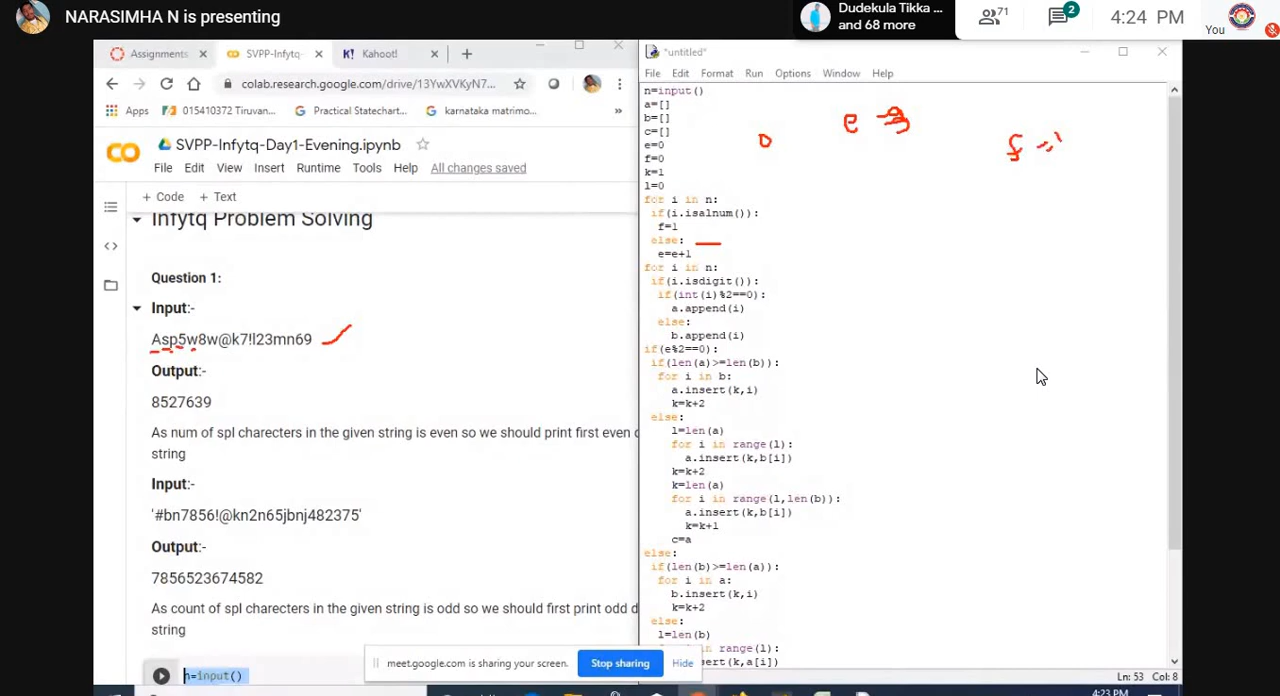 NARASIMHA N is presenting
Dudekula Tikka ...
and 68 more
71
2
4:24 PM
You
Assignments
SVPP-Infytq-
K! Kahoot!
colab.research.google.com/drive/13YwXVKyN7...
Apps
015410372 Tiruvan...
Practical Statechart...
karnataka matrimo...
»
SVPP-Infytq-Day1-Evening.ipynb
File Edit View Insert Runtime Tools Help All changes saved
+ Code + Text
Infytq Problem Solving
Question 1:
Input:-
Asp5w8w@k7!l23mn69
Output:-
8527639
As num of spl charecters in the given string is even so we should print first even
string
Input:-
'#bn7856!@kn2n65jbnj482375'
Output:-
7856523674582
As count of spl charecters in the given string is odd so we should first print odd
string
n=input()
meet.google.com is sharing your screen.
Stop sharing
Hide
*untitled*
File Edit Format Run Options Window Help
n=input()
a=[]
b=[]
c=[]
e=0
f=0
k=1
l=0
for i in n:
if(i.isalnum()):
f=1
else:
e=e+1
for i in n:
if(i.isdigit()):
if(int(i)%2==0):
a.append(i)
else:
b.append(i)
if(e%2==0):
if(len(a)>=len(b)):
for i in b:
a.insert(k,i)
k=k+2
else:
l=len(a)
for i in range(l):
a.insert(k,b[i])
k=k+2
k=len(a)
for i in range(l,len(b)):
a.insert(k,b[i])
k=k+1
c=a
else:
if(len(b)>=len(a)):
for i in a:
b.insert(k,i)
k=k+2
else:
l=len(b)
in range(l):
sert(k,a[i])
Ln: 53 Col: 8
4:23 PM
o
e
f